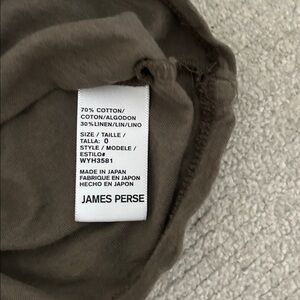 70% COTTON/
COTON/ALGODON
30%LINEN/LIN/LINO
SIZE / TAILLE /
TALLA: 0
STYLE / MODELE /
ESTILO#
WYH3581
MADE IN JAPAN
FABRIQUE EN JAPON
HECHO EN JAPON
JAMES PERSE